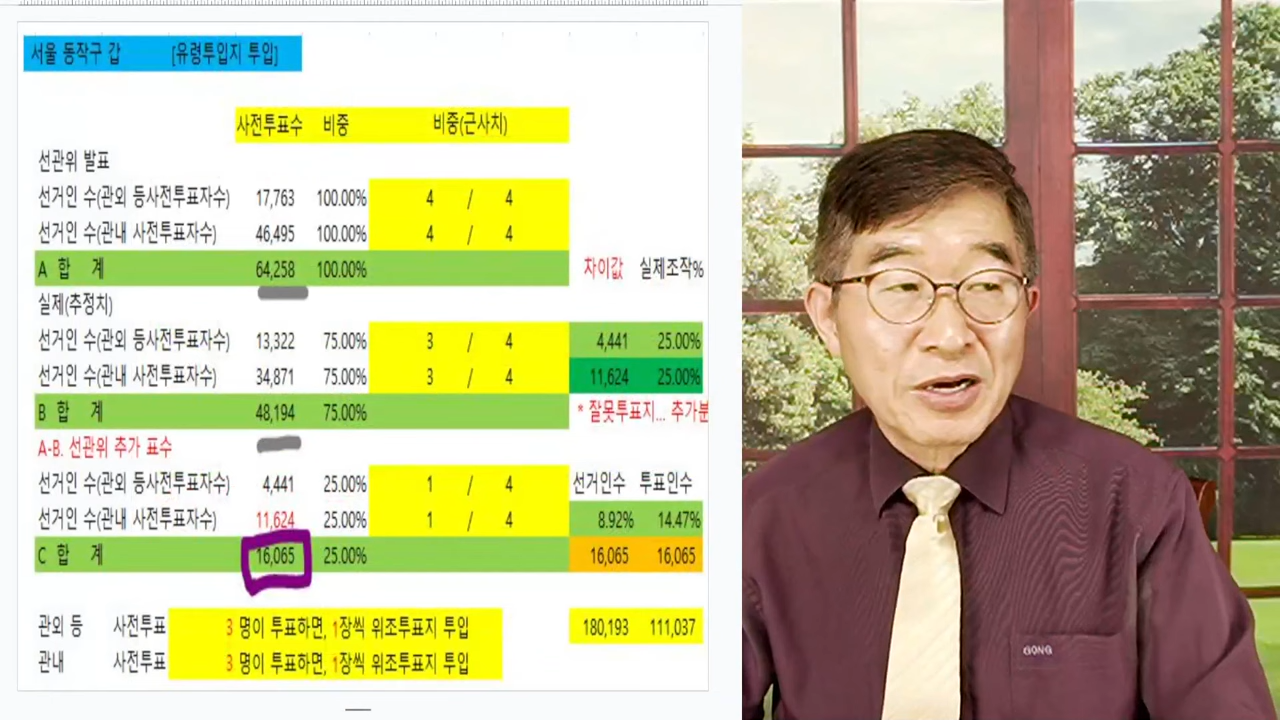 서울 동작구 갑 [유령투입지 투입]
사전투표수 비중 비중(근사치)
선관위 발표
선거인 수(관외 등사전투표자수) 17,763 100.00% 4 / 4
선거인 수(관내 사전투표자수) 46,495 100.00% 4 / 4
A 합 계 64,258 100.00% 차이값 실제조작%
실제(추정치)
선거인 수(관외 등사전투표자수) 13,322 75.00% 3 / 4 4,441 25.00%
선거인 수(관내 사전투표자수) 34,871 75.00% 3 / 4 11,624 25.00%
B 합 계 48,194 75.00% * 잘못투표지... 추가분
A-B. 선관위 추가 표수
선거인 수(관외 등사전투표자수) 4,441 25.00% 1 / 4 선거인수 투표인수
선거인 수(관내 사전투표자수) 11,624 25.00% 1 / 4 8.92% 14.47%
C 합 계 16,065 25.00% 16,065 16,065
관외 등 사전투표 3 명이 투표하면, 1장씩 위조투표지 투입 180,193 111,037
관내 사전투표 3 명이 투표하면, 1장씩 위조투표지 투입
GONG